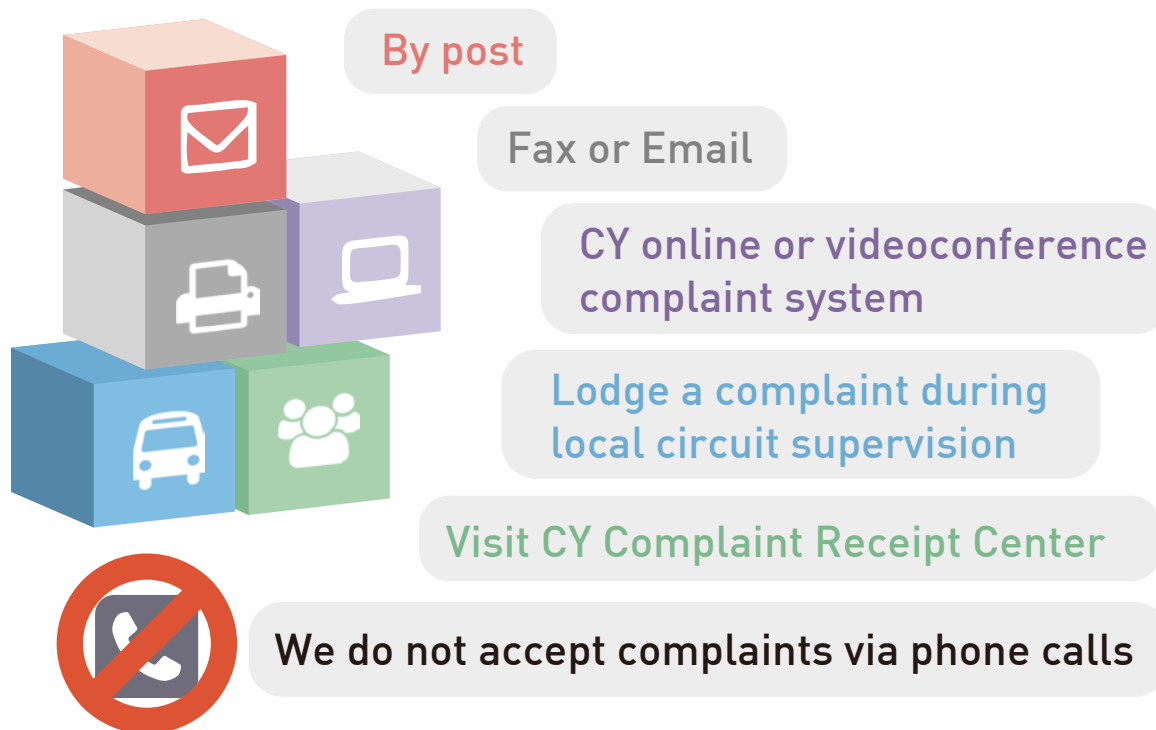 By post
Fax or Email
CY online or videoconference
complaint system
Lodge a complaint during
local circuit supervision
Visit CY Complaint Receipt Center
We do not accept complaints via phone calls